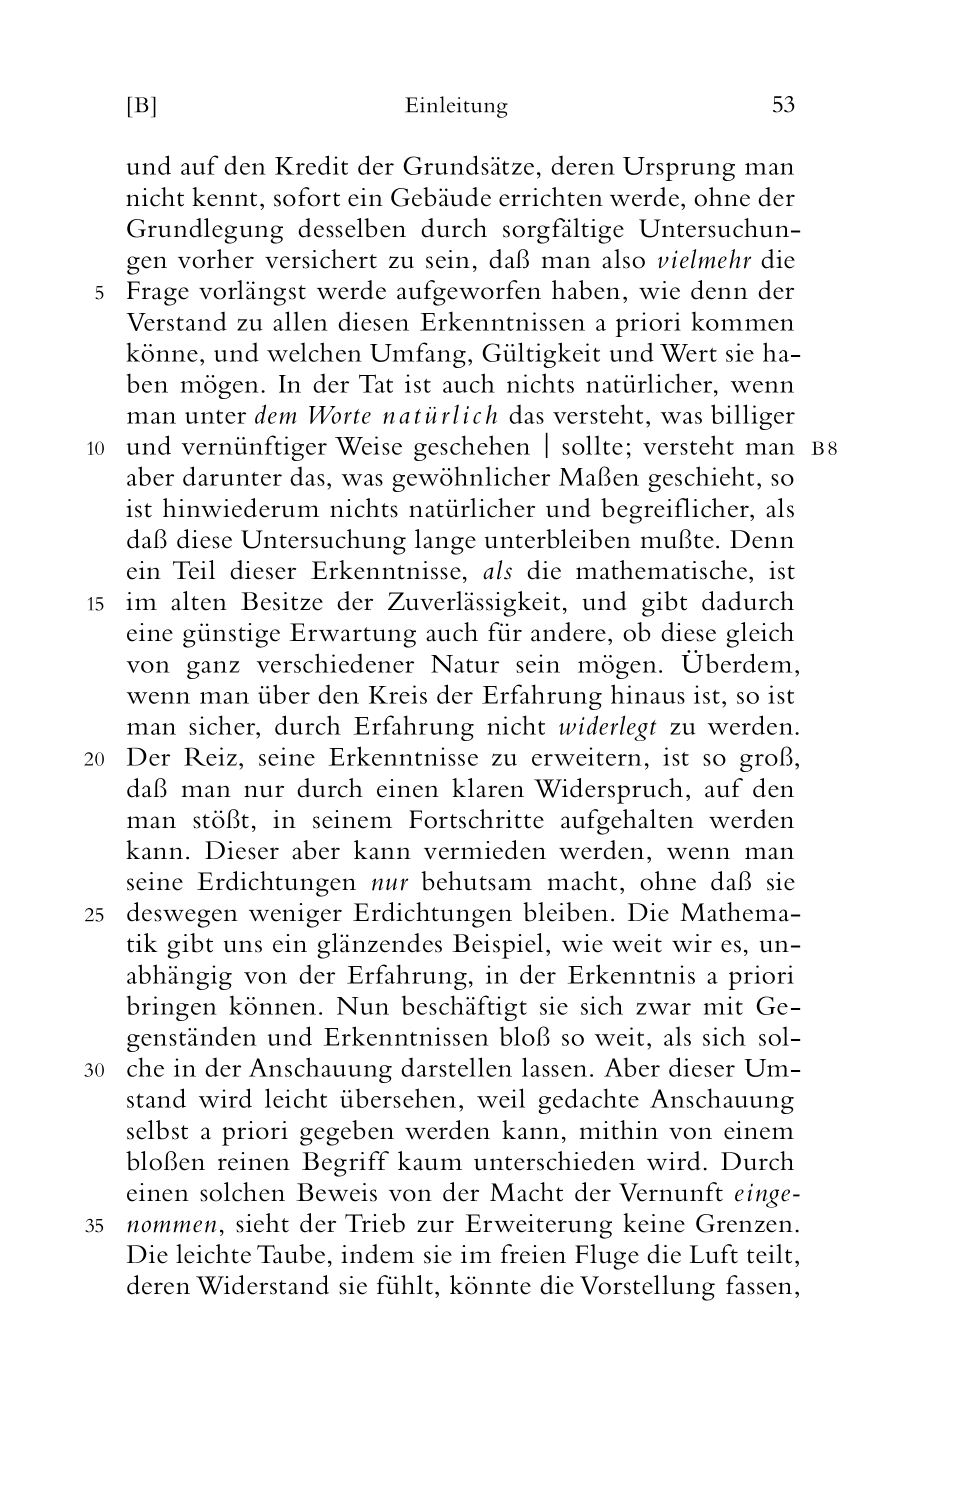 [B] Einleitung 53
und auf den Kredit der Grundsätze, deren Ursprung man
nicht kennt, sofort ein Gebäude errichten werde, ohne der
Grundlegung desselben durch sorgfältige Untersuchun-
gen vorher versichert zu sein, daß man also vielmehr die
5 Frage vorlängst werde aufgeworfen haben, wie denn der
Verstand zu allen diesen Erkenntnissen a priori kommen
könne, und welchen Umfang, Gültigkeit und Wert sie ha-
ben mögen. In der Tat ist auch nichts natürlicher, wenn
man unter dem Worte natürlich das versteht, was billiger
10 und vernünftiger Weise geschehen | sollte; versteht man B 8
aber darunter das, was gewöhnlicher Maßen geschieht, so
ist hinwiederum nichts natürlicher und begreiflicher, als
daß diese Untersuchung lange unterbleiben mußte. Denn
ein Teil dieser Erkenntnisse, als die mathematische, ist
15 im alten Besitze der Zuverlässigkeit, und gibt dadurch
eine günstige Erwartung auch für andere, ob diese gleich
von ganz verschiedener Natur sein mögen. Überdem,
wenn man über den Kreis der Erfahrung hinaus ist, so ist
man sicher, durch Erfahrung nicht widerlegt zu werden.
20 Der Reiz, seine Erkenntnisse zu erweitern, ist so groß,
daß man nur durch einen klaren Widerspruch, auf den
man stößt, in seinem Fortschritte aufgehalten werden
kann. Dieser aber kann vermieden werden, wenn man
seine Erdichtungen nur behutsam macht, ohne daß sie
25 deswegen weniger Erdichtungen bleiben. Die Mathema-
tik gibt uns ein glänzendes Beispiel, wie weit wir es, un-
abhängig von der Erfahrung, in der Erkenntnis a priori
bringen können. Nun beschäftigt sie sich zwar mit Ge-
genständen und Erkenntnissen bloß so weit, als sich sol-
30 che in der Anschauung darstellen lassen. Aber dieser Um-
stand wird leicht übersehen, weil gedachte Anschauung
selbst a priori gegeben werden kann, mithin von einem
bloßen reinen Begriff kaum unterschieden wird. Durch
einen solchen Beweis von der Macht der Vernunft einge-
35 nommen, sieht der Trieb zur Erweiterung keine Grenzen.
Die leichte Taube, indem sie im freien Fluge die Luft teilt,
deren Widerstand sie fühlt, könnte die Vorstellung fassen,